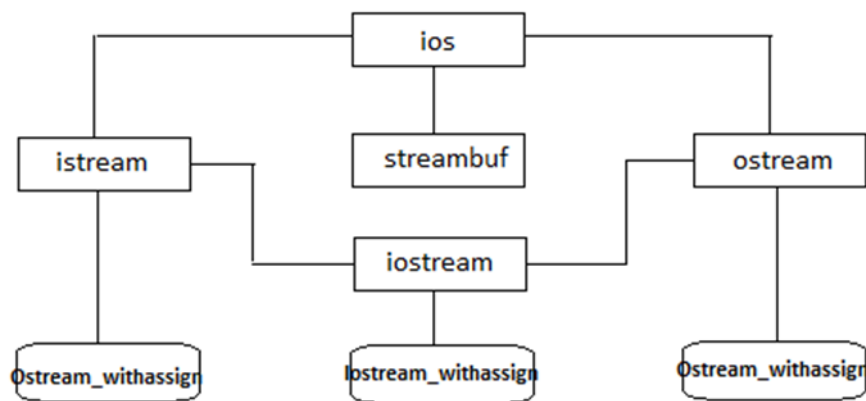 ios
istream
streambuf
ostream
iostream
Ostream_withassign
Iostream_withassign
Ostream_withassign